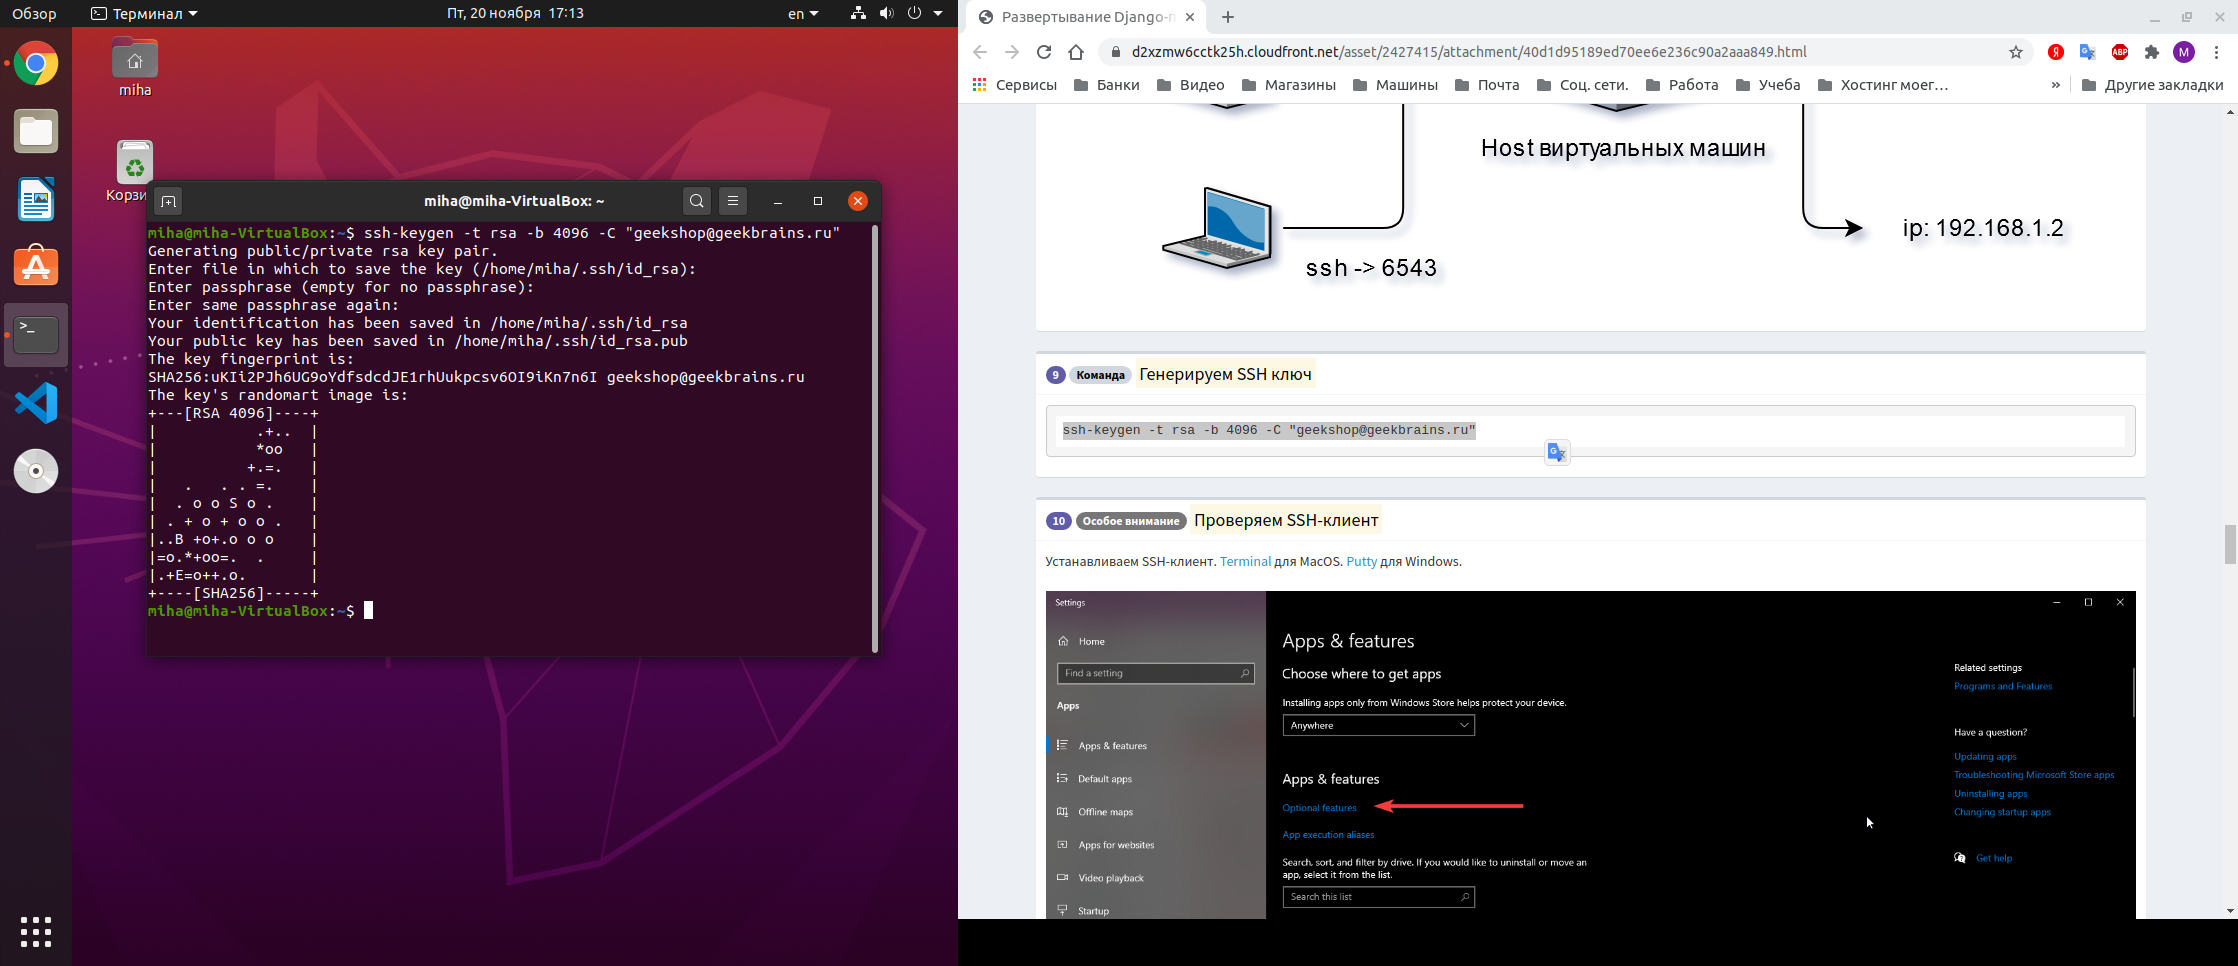 Обзор
Терминал
Пт, 20 ноября 17:13
en
miha
miha@miha-VirtualBox: ~
miha@miha-VirtualBox:~$ ssh-keygen -t rsa -b 4096 -C "geekshop@geekbrains.ru"
Generating public/private rsa key pair.
Enter file in which to save the key (/home/miha/.ssh/id_rsa):
Enter passphrase (empty for no passphrase):
Enter same passphrase again:
Your identification has been saved in /home/miha/.ssh/id_rsa
Your public key has been saved in /home/miha/.ssh/id_rsa.pub
The key fingerprint is:
SHA256:uKIi2PJh6UG9oYdfsdcdJE1rhUukpcsv6OI9iKn7n6I geekshop@geekbrains.ru
The key's randomart image is:
+---[RSA 4096]----+
|           .+..  |
|           *oo   |
|          +.=.   |
|   .   . . =.    |
|  . o o S o .    |
| . + o + o o .   |
|..B +o+.o o o    |
|=o.*+oo=.  .     |
|.+E=o++.o.       |
+----[SHA256]-----+
miha@miha-VirtualBox:~$
Развертывание Django-п
d2xzmw6cctk25h.cloudfront.net/asset/2427415/attachment/40d1d95189ed70ee6e236c90a2aaa849.html
Я
ABP
M
Сервисы
Банки
Видео
Магазины
Машины
Почта
Соц. сети.
Работа
Учеба
Хостинг моег…
»
Другие закладки
Host виртуальных машин
ip: 192.168.1.2
ssh -> 6543
9 Команда Генерируем SSH ключ
ssh-keygen -t rsa -b 4096 -C "geekshop@geekbrains.ru"
10 Особое внимание Проверяем SSH-клиент
Устанавливаем SSH-клиент. Terminal для MacOS. Putty для Windows.
Settings
Home
Find a setting
Apps
Apps & features
Default apps
Offline maps
Apps for websites
Video playback
Startup
Apps & features
Choose where to get apps
Installing apps only from Windows Store helps protect your device.
Anywhere
Apps & features
Optional features
App execution aliases
Search, sort, and filter by drive. If you would like to uninstall or move an
app, select it from the list.
Search this list
Related settings
Programs and Features
Have a question?
Updating apps
Troubleshooting Microsoft Store apps
Uninstalling apps
Changing startup apps
Get help